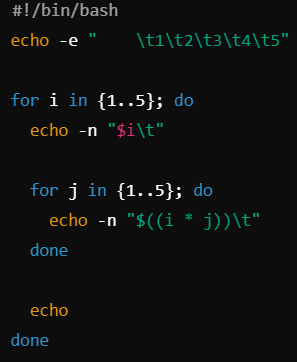 #!/bin/bash
echo -e "    \t1\t2\t3\t4\t5"

for i in {1..5}; do
  echo -n "$i\t"

  for j in {1..5}; do
    echo -n "$((i * j))\t"
  done

  echo
done